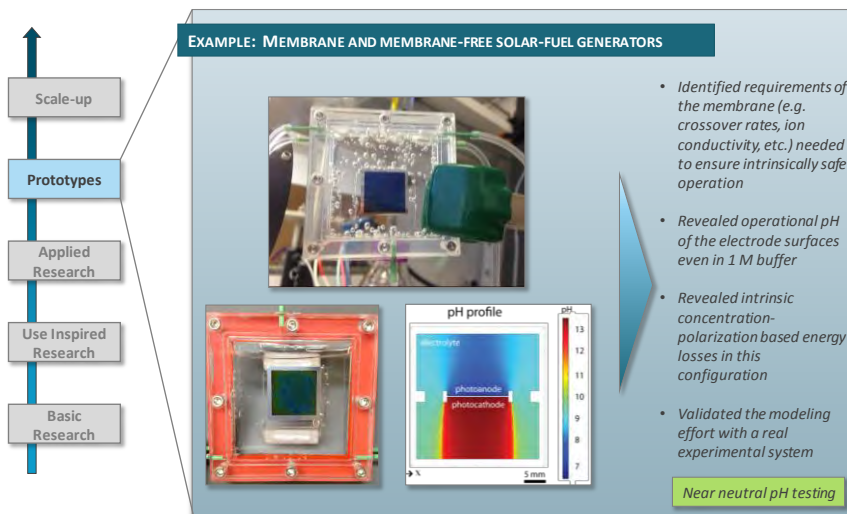 EXAMPLE: MEMBRANE AND MEMBRANE-FREE SOLAR-FUEL GENERATORS
Scale-up
Prototypes
Applied
Research
Use Inspired
Research
Basic
Research
pH profile
pH
electrolyte
photoanode
photocathode
13
12
11
10
9
8
7
x
5 mm
• Identified requirements of
the membrane (e.g.
crossover rates, ion
conductivity, etc.) needed
to ensure intrinsically safe
operation
• Revealed operational pH
of the electrode surfaces
even in 1 M buffer
• Revealed intrinsic
concentration-
polarization based energy
losses in this
configuration
• Validated the modeling
effort with a real
experimental system
Near neutral pH testing